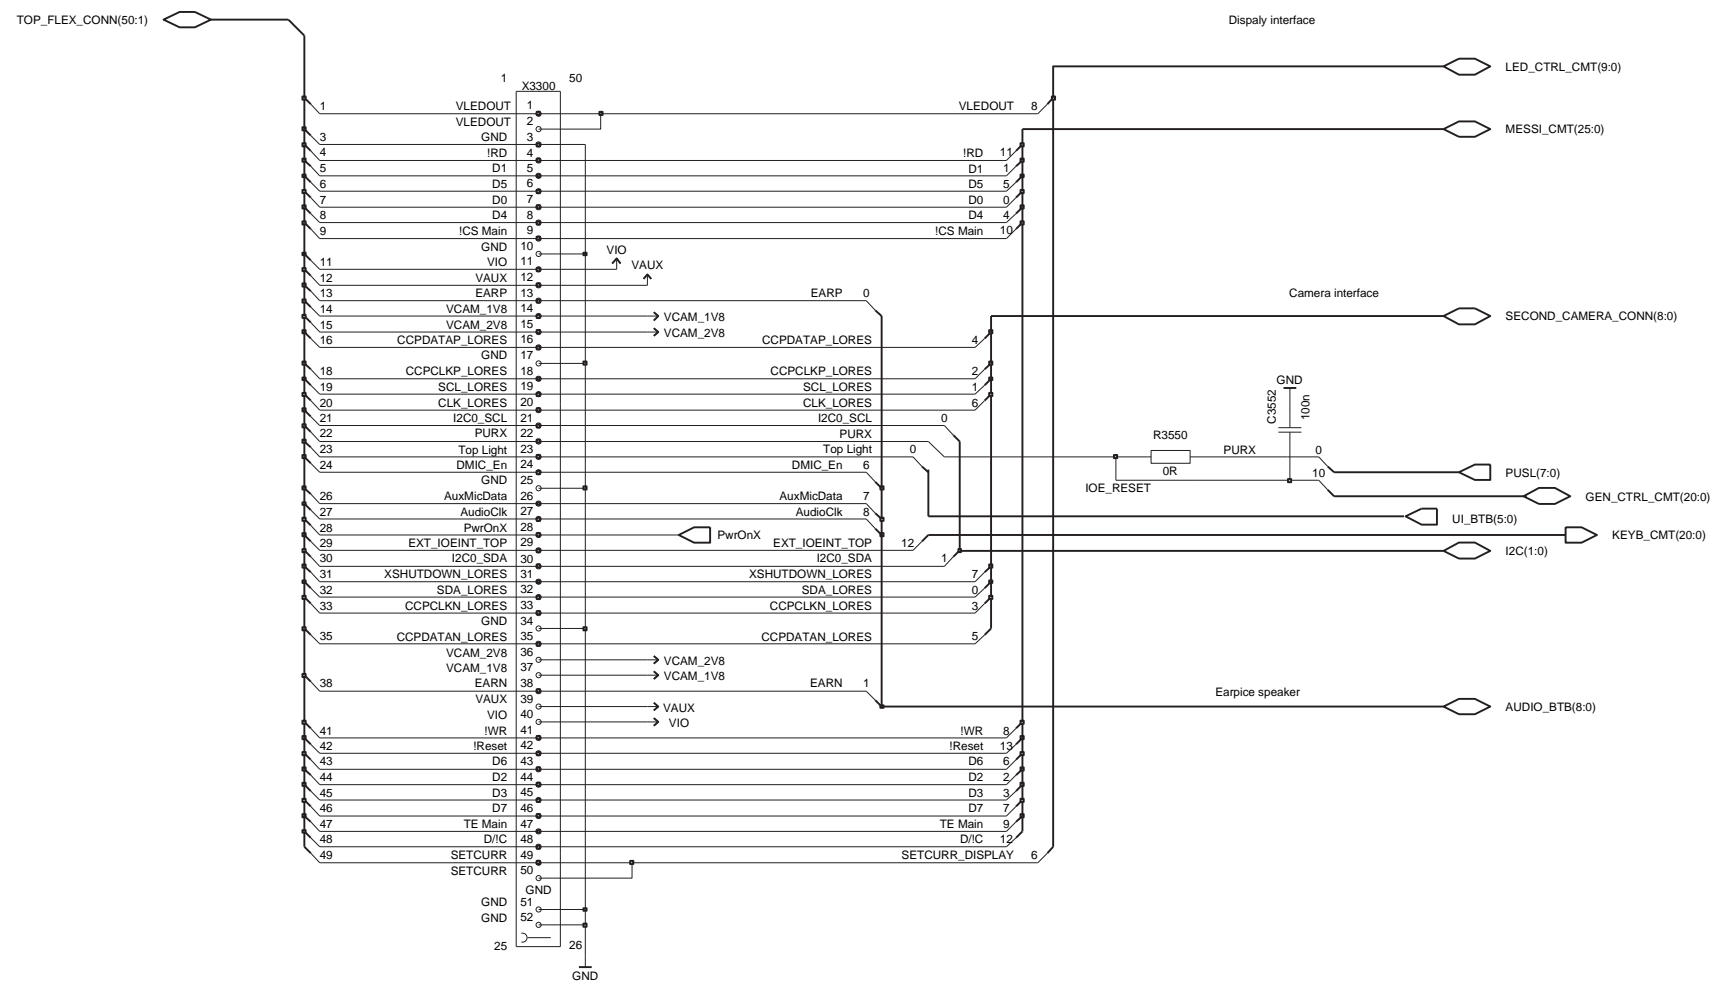 TOP_FLEX_CONN(50:1) Dispaly interface
LED_CTRL_CMT(9:0)
1 50
X3300
1 VLEDOUT 1 VLEDOUT 8
VLEDOUT 2 MESSI_CMT(25:0)
3 GND 3
4 !RD 4 !RD 11
5 D1 5 D1 1
6 D5 6 D5 5
7 D0 7 D0 0
8 D4 8 D4 4
9 !CS Main 9 !CS Main 10
GND 10 VIO
11 VIO 11 VAUX
12 VAUX 12
13 EARP 13 EARP 0 Camera interface
14 VCAM_1V8 14 VCAM_1V8 SECOND_CAMERA_CONN(8:0)
15 VCAM_2V8 15 VCAM_2V8
16 CCPDATAP_LORES 16 CCPDATAP_LORES 4
GND 17
18 CCPCLKP_LORES 18 CCPCLKP_LORES 2 GND
19 SCL_LORES 19 SCL_LORES 1
20 CLK_LORES 20 CLK_LORES 6 C3552 100n
21 I2C0_SCL 21 I2C0_SCL 0
22 PURX 22 PURX R3550
23 Top Light 23 Top Light 0 PURX 0
24 DMIC_En 24 DMIC_En 6 0R PUSL(7:0)
GND 25 IOE_RESET 10
26 AuxMicData 26 AuxMicData 7 GEN_CTRL_CMT(20:0)
27 AudioClk 27 AudioClk 8 UI_BTB(5:0)
28 PwrOnX 28 PwrOnX KEYB_CMT(20:0)
29 EXT_IOEINT_TOP 29 EXT_IOEINT_TOP 12
30 I2C0_SDA 30 I2C0_SDA 1 I2C(1:0)
31 XSHUTDOWN_LORES 31 XSHUTDOWN_LORES 7
32 SDA_LORES 32 SDA_LORES 0
33 CCPCLKN_LORES 33 CCPCLKN_LORES 3
GND 34
35 CCPDATAN_LORES 35 CCPDATAN_LORES 5
VCAM_2V8 36 VCAM_2V8
VCAM_1V8 37 VCAM_1V8
38 EARN 38 EARN 1 Earpice speaker
VAUX 39 VAUX AUDIO_BTB(8:0)
VIO 40 VIO
41 !WR 41 !WR 8
42 !Reset 42 !Reset 13
43 D6 43 D6 6
44 D2 44 D2 2
45 D3 45 D3 3
46 D7 46 D7 7
47 TE Main 47 TE Main 9
48 D/!C 48 D/!C 12
49 SETCURR 49 SETCURR_DISPLAY 6
SETCURR 50
GND
GND 51
GND 52
25 26
GND